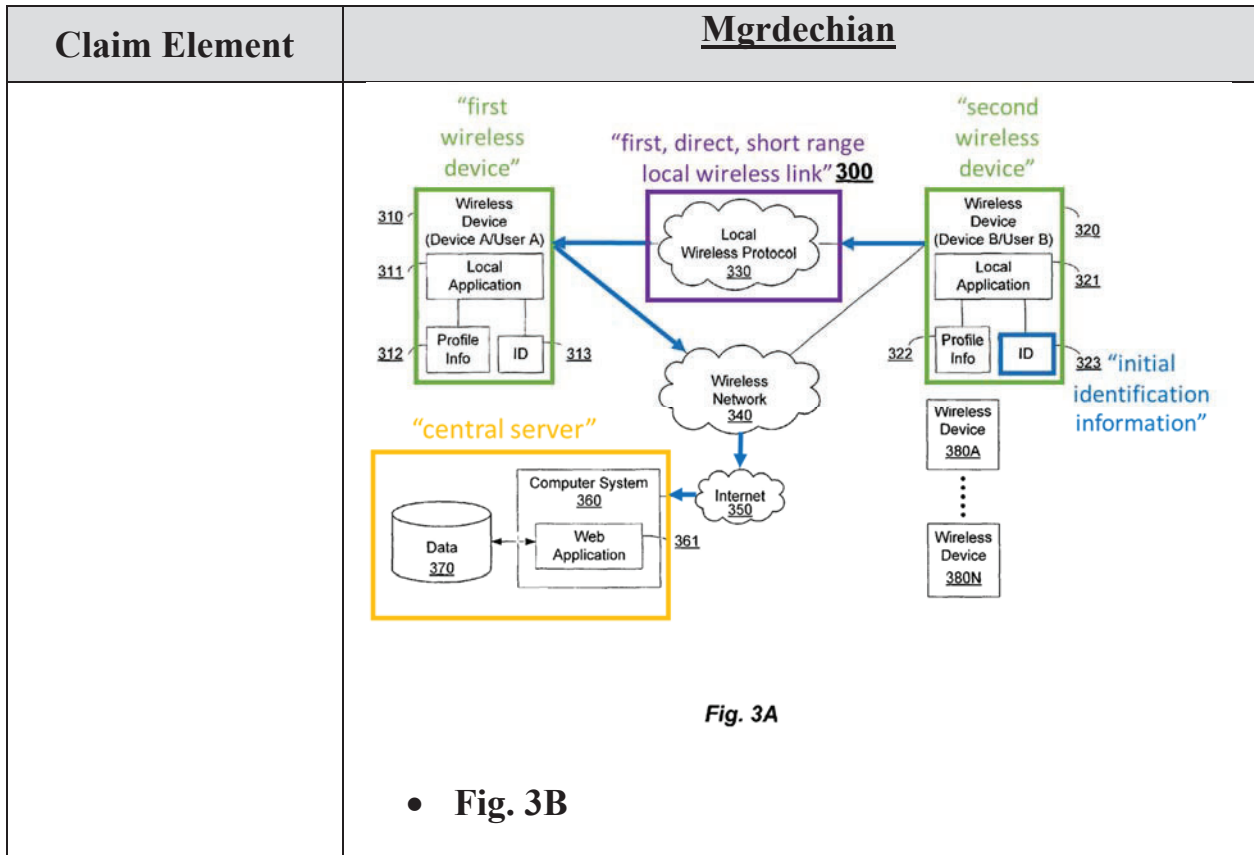 Claim Element
Mgrdechian
“first
wireless
device”
“first, direct, short range
local wireless link” 300
“second
wireless
device”
310
Wireless
Device
(Device A/User A)
311
Local
Application
312
Profile
Info
ID
313
Local
Wireless Protocol
330
Wireless
Device
(Device B/User B)
320
Local
Application
321
322
Profile
Info
ID
323
“initial
identification
information”
Wireless
Network
340
“central server”
Computer System
360
Web
Application
361
Data
370
Internet
350
Wireless
Device
380A
Wireless
Device
380N
Fig. 3A
• Fig. 3B